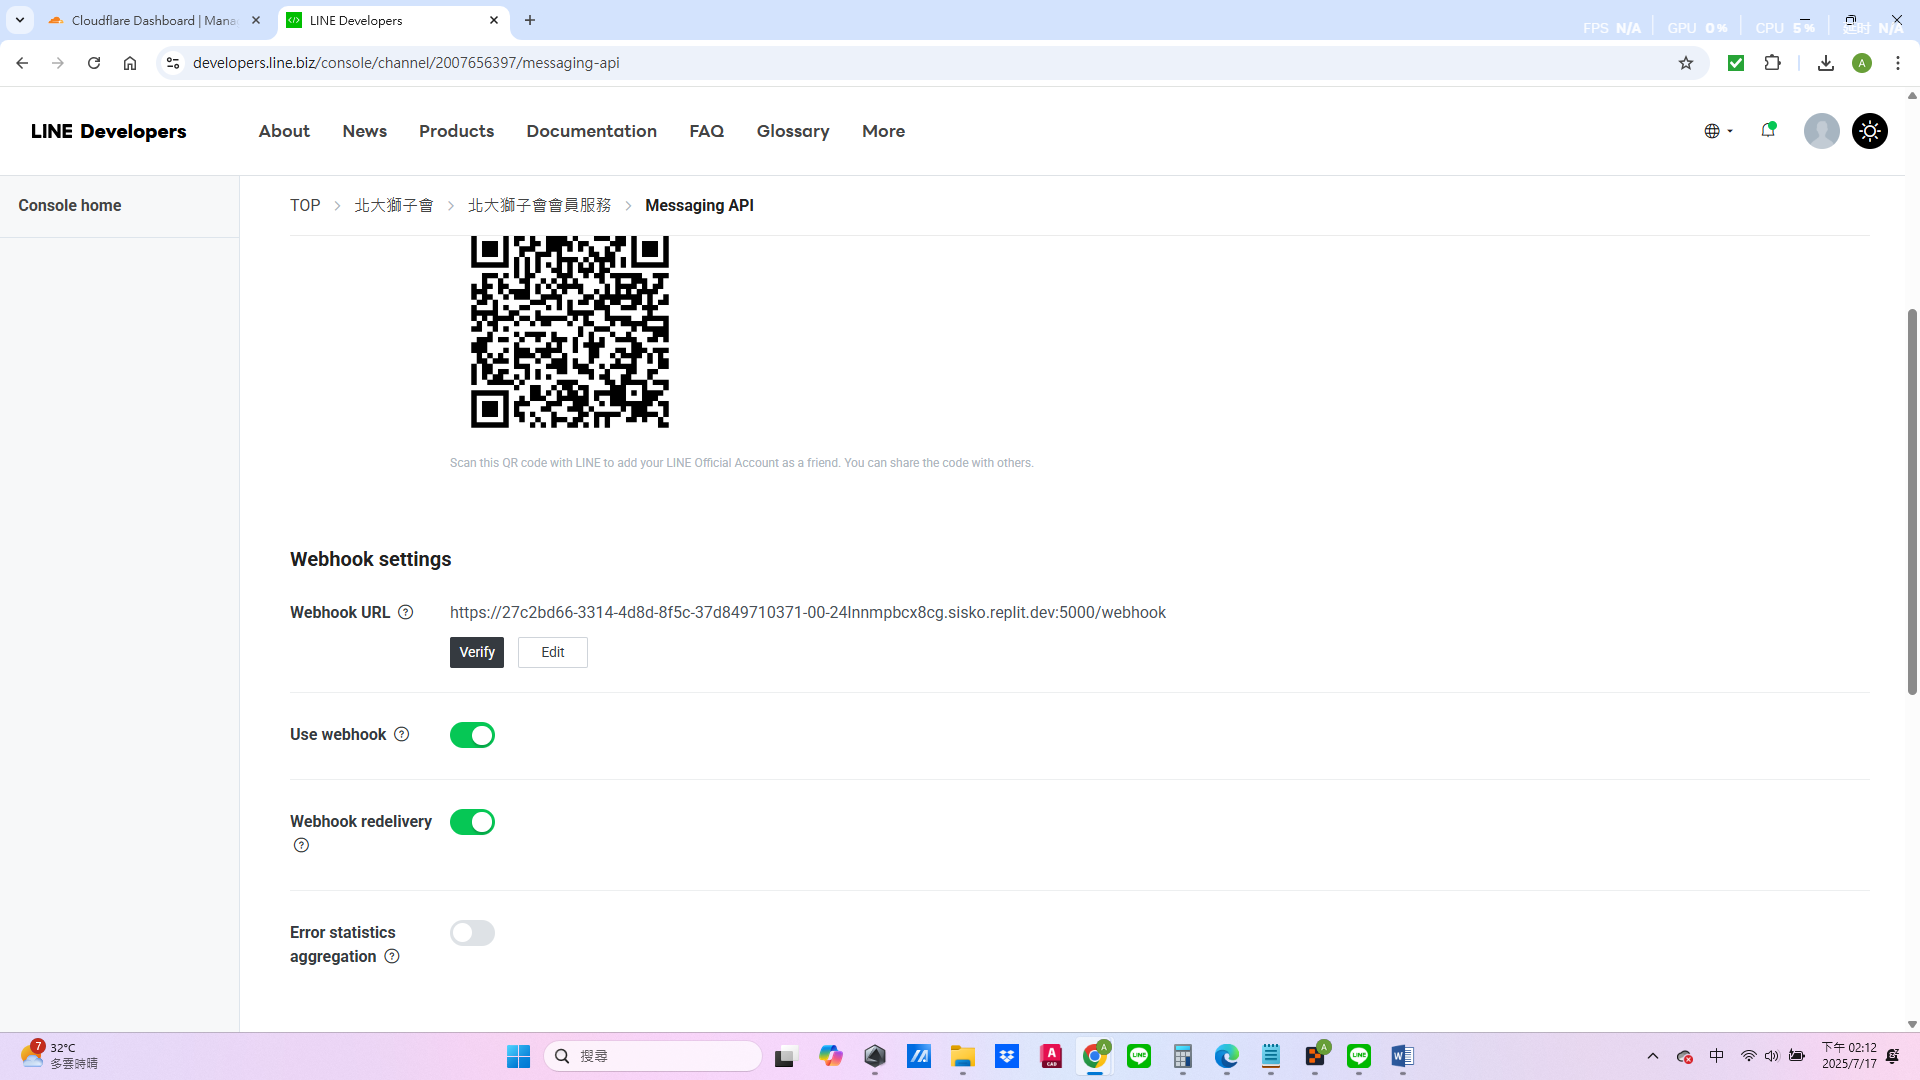 Cloudflare Dashboard | Mana
LINE Developers
FPS N/A GPU 0% CPU 5% 延时 N/A
developers.line.biz/console/channel/2007656397/messaging-api
A
LINE Developers
About
News
Products
Documentation
FAQ
Glossary
More
Console home
TOP
北大獅子會
北大獅子會會員服務
Messaging API
Scan this QR code with LINE to add your LINE Official Account as a friend. You can share the code with others.
Webhook settings
Webhook URL
https://27c2bd66-3314-4d8d-8f5c-37d849710371-00-24lnnmpbcx8cg.sisko.replit.dev:5000/webhook
Verify
Edit
Use webhook
Webhook redelivery
Error statistics
aggregation
7
32°C
多雲時晴
搜尋
中
下午 02:12
2025/7/17